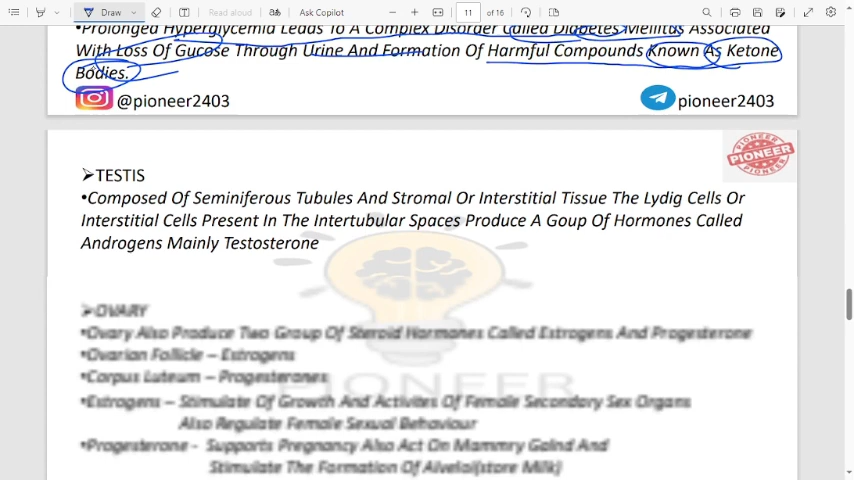 Draw
Read aloud
Ask Copilot
11
of 16
•Prolonged Hyperglycemia Leads To A Complex Disorder Called Diabetes Mellitus Associated
With Loss Of Gucose Through Urine And Formation Of Harmful Compounds Known As Ketone
Bodies.
@pioneer2403
pioneer2403
PIONEER
➢TESTIS
•Composed Of Seminiferous Tubules And Stromal Or Interstitial Tissue The Lydig Cells Or
Interstitial Cells Present In The Intertubular Spaces Produce A Goup Of Hormones Called
Androgens Mainly Testosterone
➢OVARY
•Ovary Also Produce Two Group Of Steroid Hormones Called Estrogens And Progesterone
•Ovarian Follicle – Estrogens
•Corpus Luteum – Progesterones
PIONEER
•Estrogens – Stimulate Of Growth And Activites Of Female Secondary Sex Organs
Also Regulate Female Sexual Behaviour
•Progesterone - Supports Pregnancy Also Act On Mammry Galnd And
Stimulate The Formation Of Alveloi(store Milk)